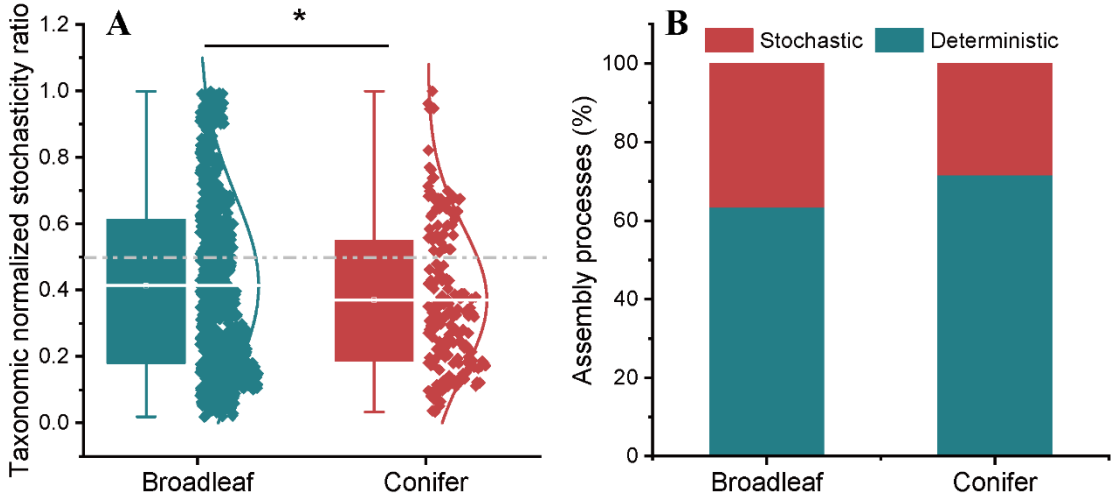 A
*
Taxonomic normalized stochasticity ratio
1.2
1.0
0.8
0.6
0.4
0.2
0.0
Broadleaf
Conifer
B
Stochastic
Deterministic
Assembly processes (%)
100
80
60
40
20
0
Broadleaf
Conifer